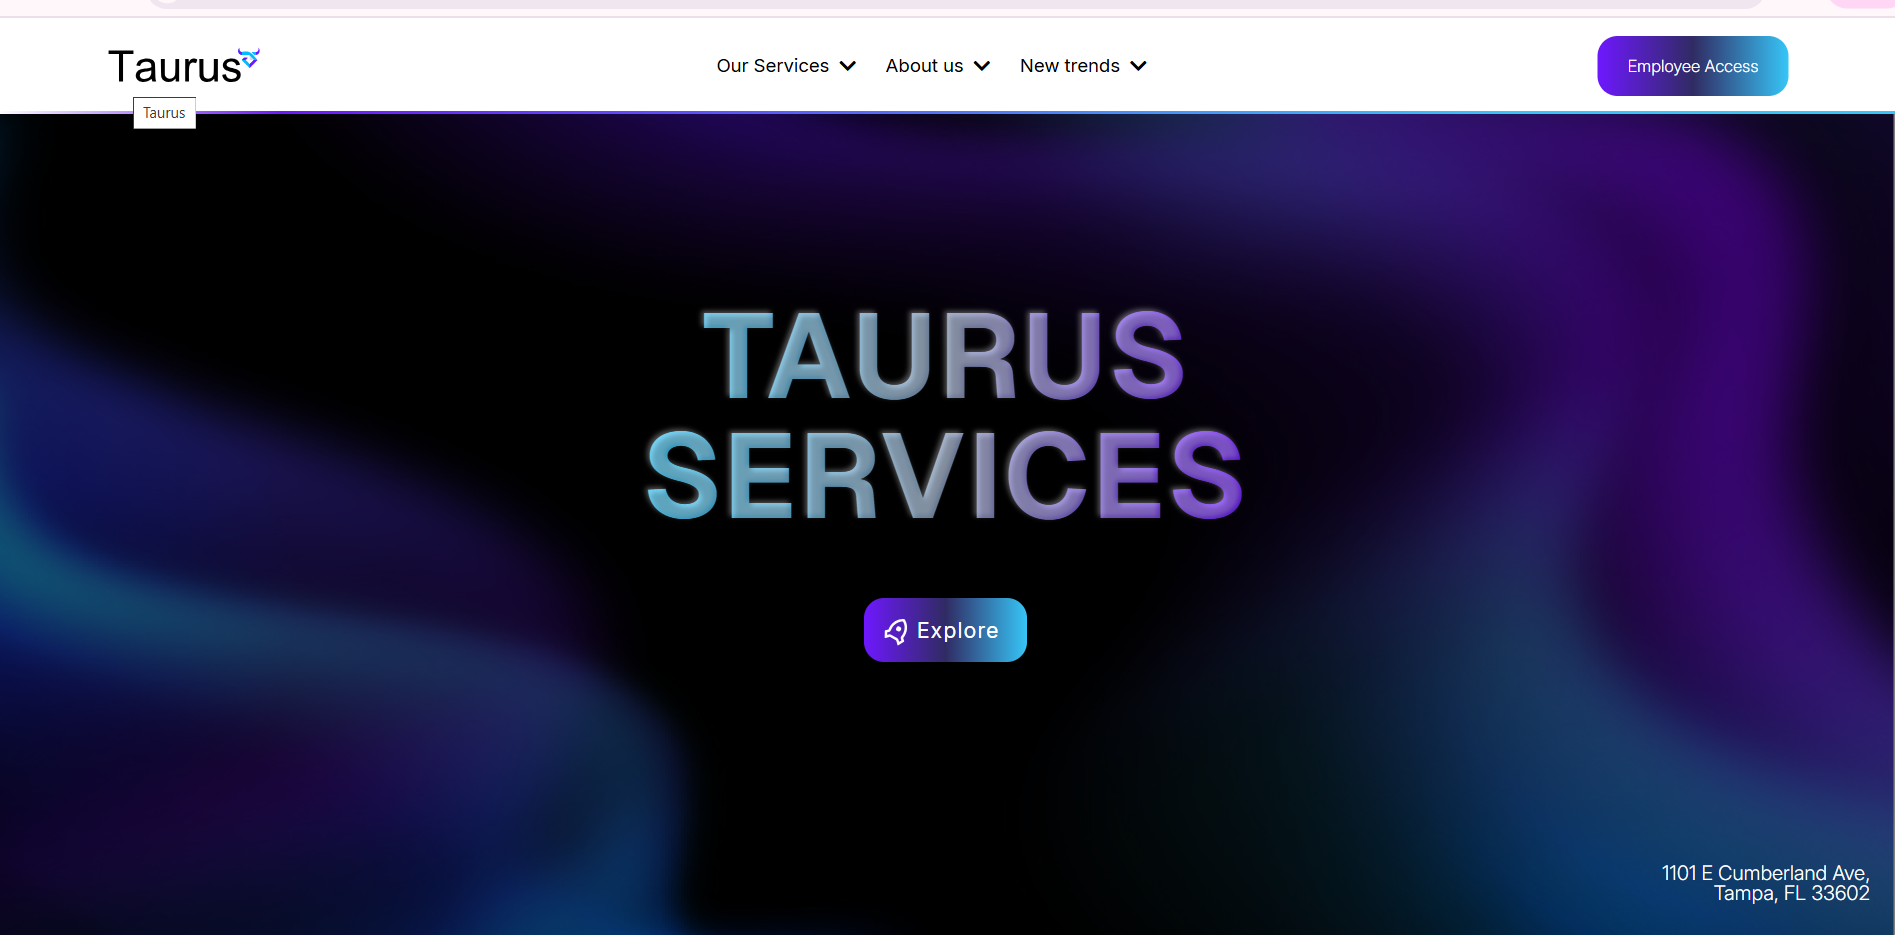 Taurus
Our Services
About us
New trends
Employee Access
Taurus
TAURUS
SERVICES
Explore
1101 E Cumberland Ave,
Tampa, FL 33602